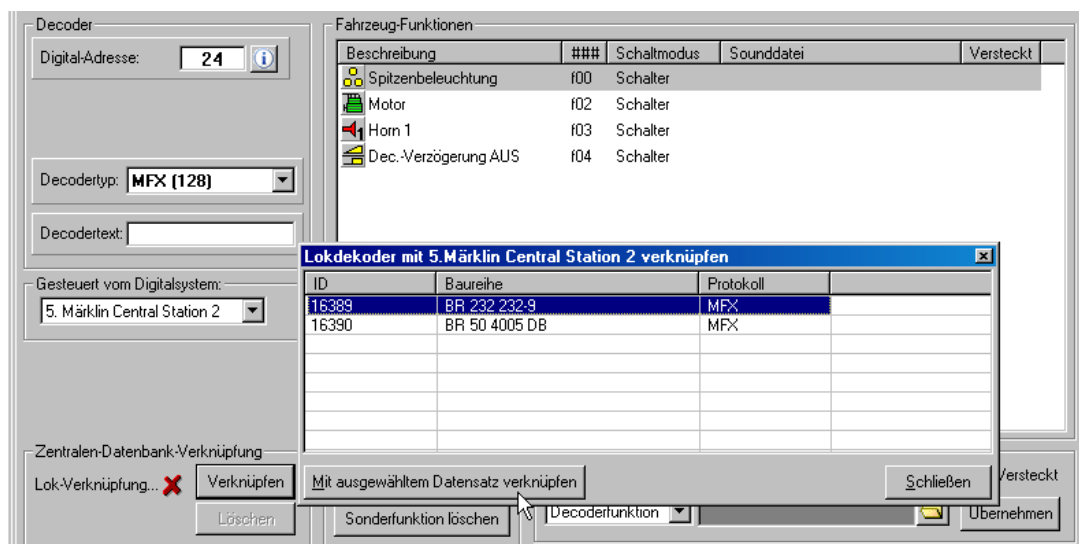 Decoder
Digital-Adresse: 24
Decodertyp: MFX (128)
Decodertext:
Gesteuert vom Digitalsystem:
5. Märklin Central Station 2
Zentralen-Datenbank-Verknüpfung
Lok-Verknüpfung... Verknüpfen
Löschen
Fahrzeug-Funktionen
Beschreibung ### Schaltmodus Sounddatei Versteckt
Spitzenbeleuchtung f00 Schalter
Motor f02 Schalter
1 Horn 1 f03 Schalter
Dec.-Verzögerung AUS f04 Schalter
Lokdekoder mit 5.Märklin Central Station 2 verknüpfen
ID Baureihe Protokoll
16389 BR 232 232-9 MFX
16390 BR 50 4005 DB MFX
Mit ausgewähltem Datensatz verknüpfen Schließen
Versteckt
Sonderfunktion löschen Decoderfunktion Übernehmen